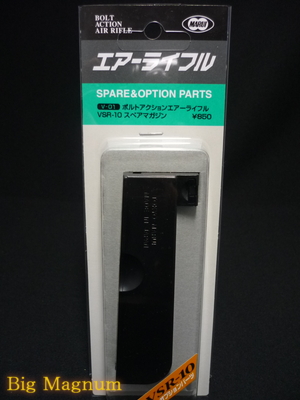 BOLT
ACTION
AIR RIFLE
MARUI
エアーライフル
SPARE&OPTION PARTS
V-01 ボルトアクションエアーライフル
VSR-10 スペアマガジン ¥850
VSR-10
Big Magnum